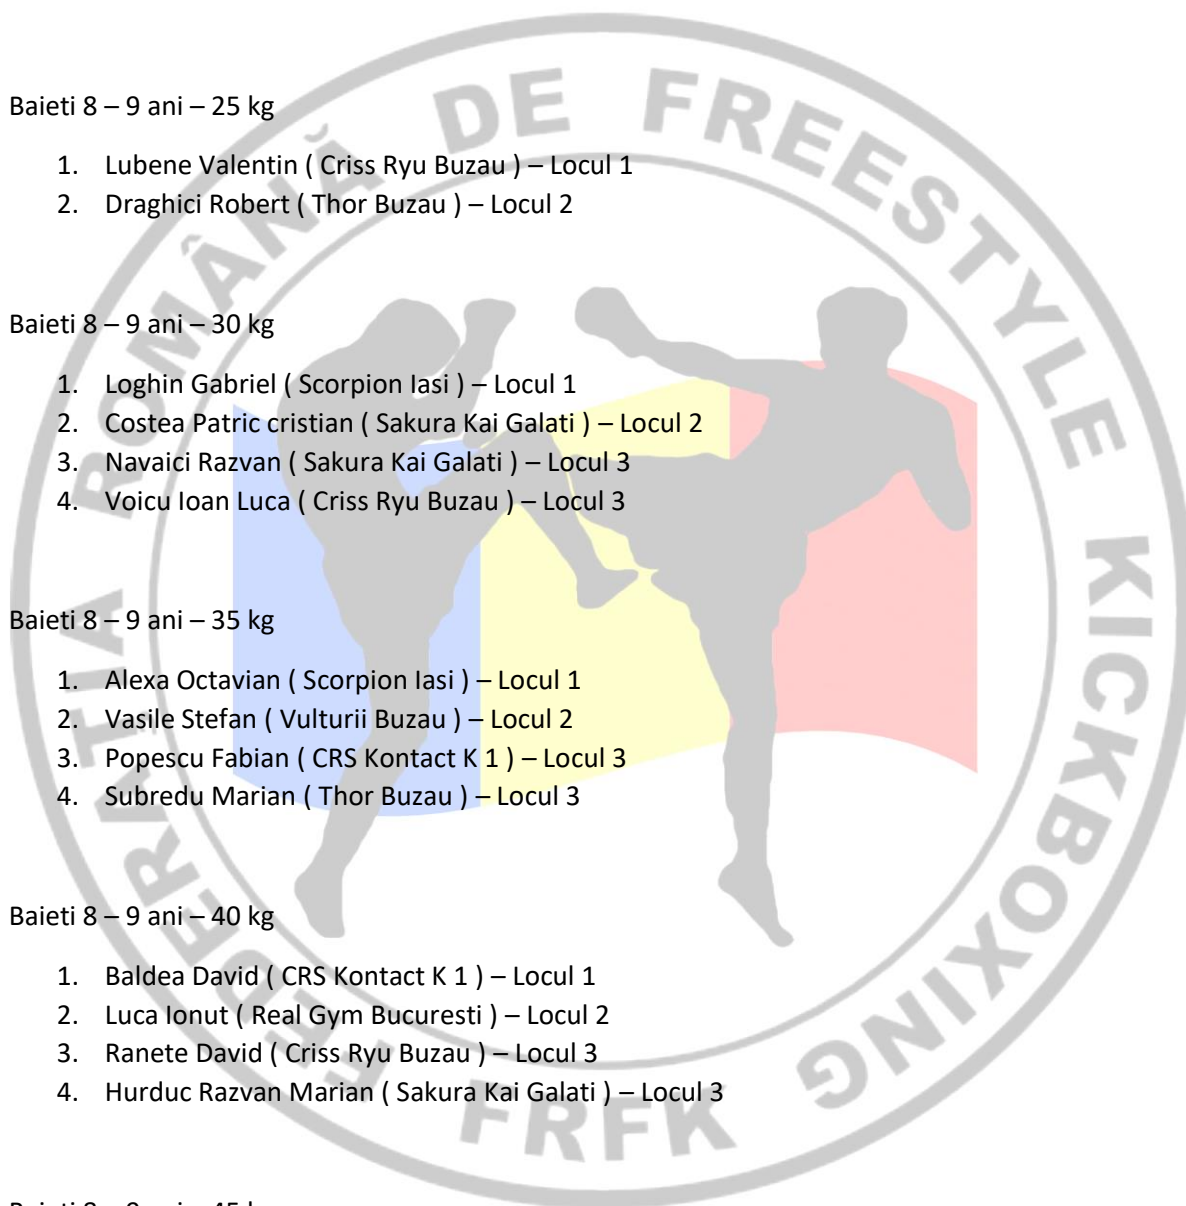 FEDERAȚIA ROMÂNĂ DE FREESTYLE KICKBOXING
Baieti 8 – 9 ani – 25 kg
1. Lubene Valentin ( Criss Ryu Buzau ) – Locul 1
2. Draghici Robert ( Thor Buzau ) – Locul 2
Baieti 8 – 9 ani – 30 kg
1. Loghin Gabriel ( Scorpion Iasi ) – Locul 1
2. Costea Patric cristian ( Sakura Kai Galati ) – Locul 2
3. Navaici Razvan ( Sakura Kai Galati ) – Locul 3
4. Voicu Ioan Luca ( Criss Ryu Buzau ) – Locul 3
Baieti 8 – 9 ani – 35 kg
1. Alexa Octavian ( Scorpion Iasi ) – Locul 1
2. Vasile Stefan ( Vulturii Buzau ) – Locul 2
3. Popescu Fabian ( CRS Kontact K 1 ) – Locul 3
4. Subredu Marian ( Thor Buzau ) – Locul 3
Baieti 8 – 9 ani – 40 kg
1. Baldea David ( CRS Kontact K 1 ) – Locul 1
2. Luca Ionut ( Real Gym Bucuresti ) – Locul 2
3. Ranete David ( Criss Ryu Buzau ) – Locul 3
4. Hurduc Razvan Marian ( Sakura Kai Galati ) – Locul 3
FRFK